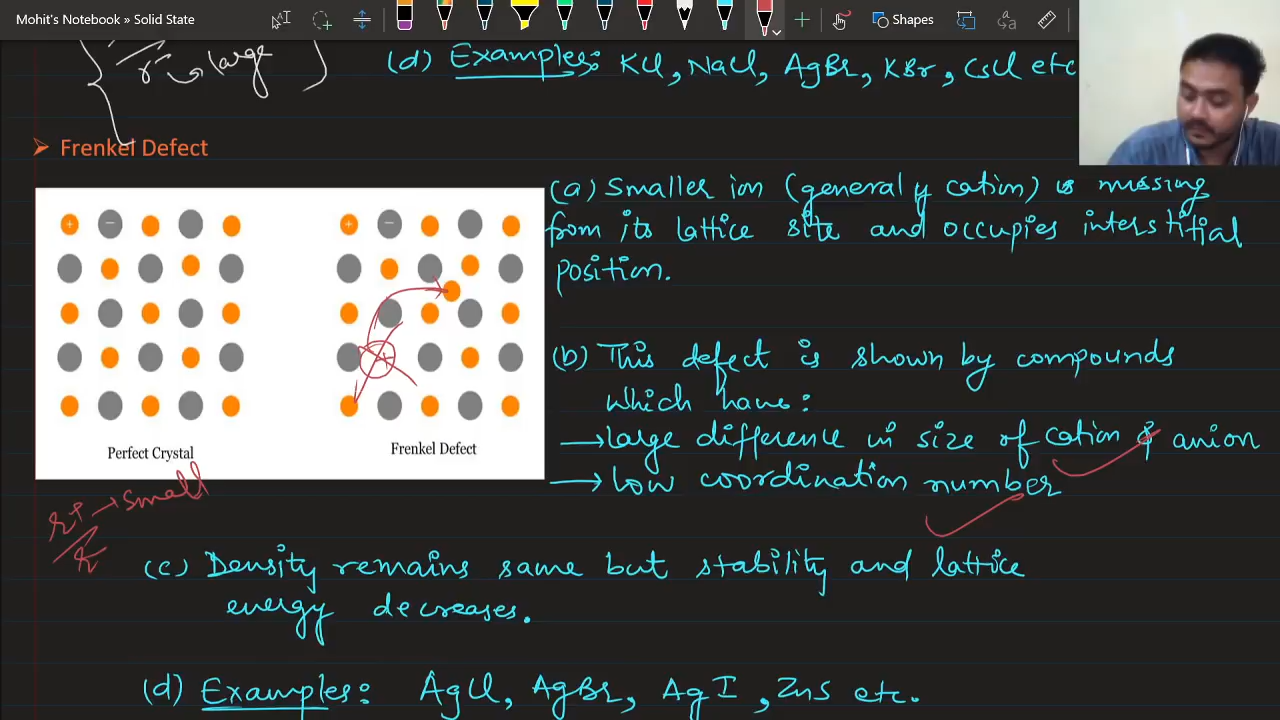 Mohit's Notebook » Solid State
Shapes
r → large
(d) Examples: KCl, NaCl, AgBr, KBr, CsCl etc
➤ Frenkel Defect
+ − + −
Perfect Crystal
Frenkel Defect
(a) Smaller ion (generally cation) is missing
from its lattice site and occupies interstitial
position.
(b) This defect is shown by compounds
which have:
→ large difference in size of cation & anion
→ low coordination number
r+ → small
r
(c) Density remains same but stability and lattice
energy decreases.
(d) Examples: AgCl, AgBr, AgI, ZnS etc.